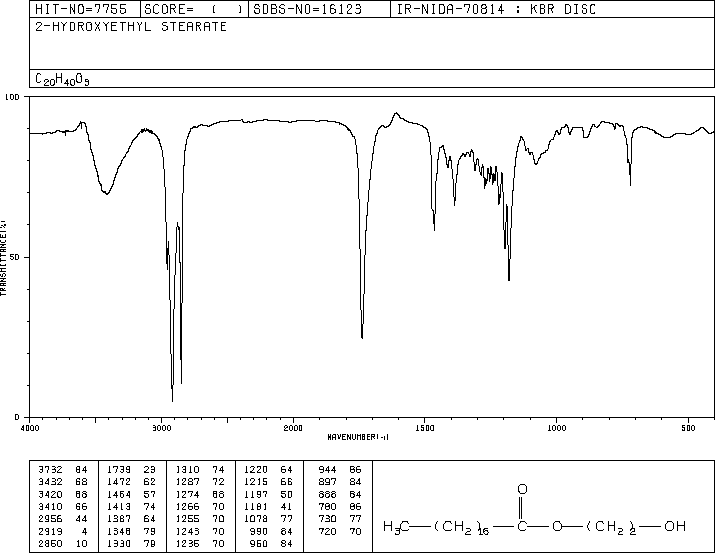 HIT-NO=7755 SCORE= ( ) SDBS-NO=16123 IR-NIDA-70814 : KBR DISC
2-HYDROXYETHYL STEARATE
C20H40O3
100
TRANSMITTANCE(%)
50
0
4000 3000 2000 1500 1000 500
WAVENUMBER(-1)
3732 84 1739 23 1310 74 1220 64 944 86
3432 68 1472 62 1287 72 1215 66 897 84
3420 68 1464 57 1274 68 1197 50 888 84
3410 66 1413 74 1266 70 1181 41 780 86
2956 44 1387 64 1255 70 1078 77 730 77
2919 4 1348 79 1243 70 990 84 720 70
2850 10 1330 79 1236 70 950 84
O
H3C (CH2)16 C O (CH2)2 OH